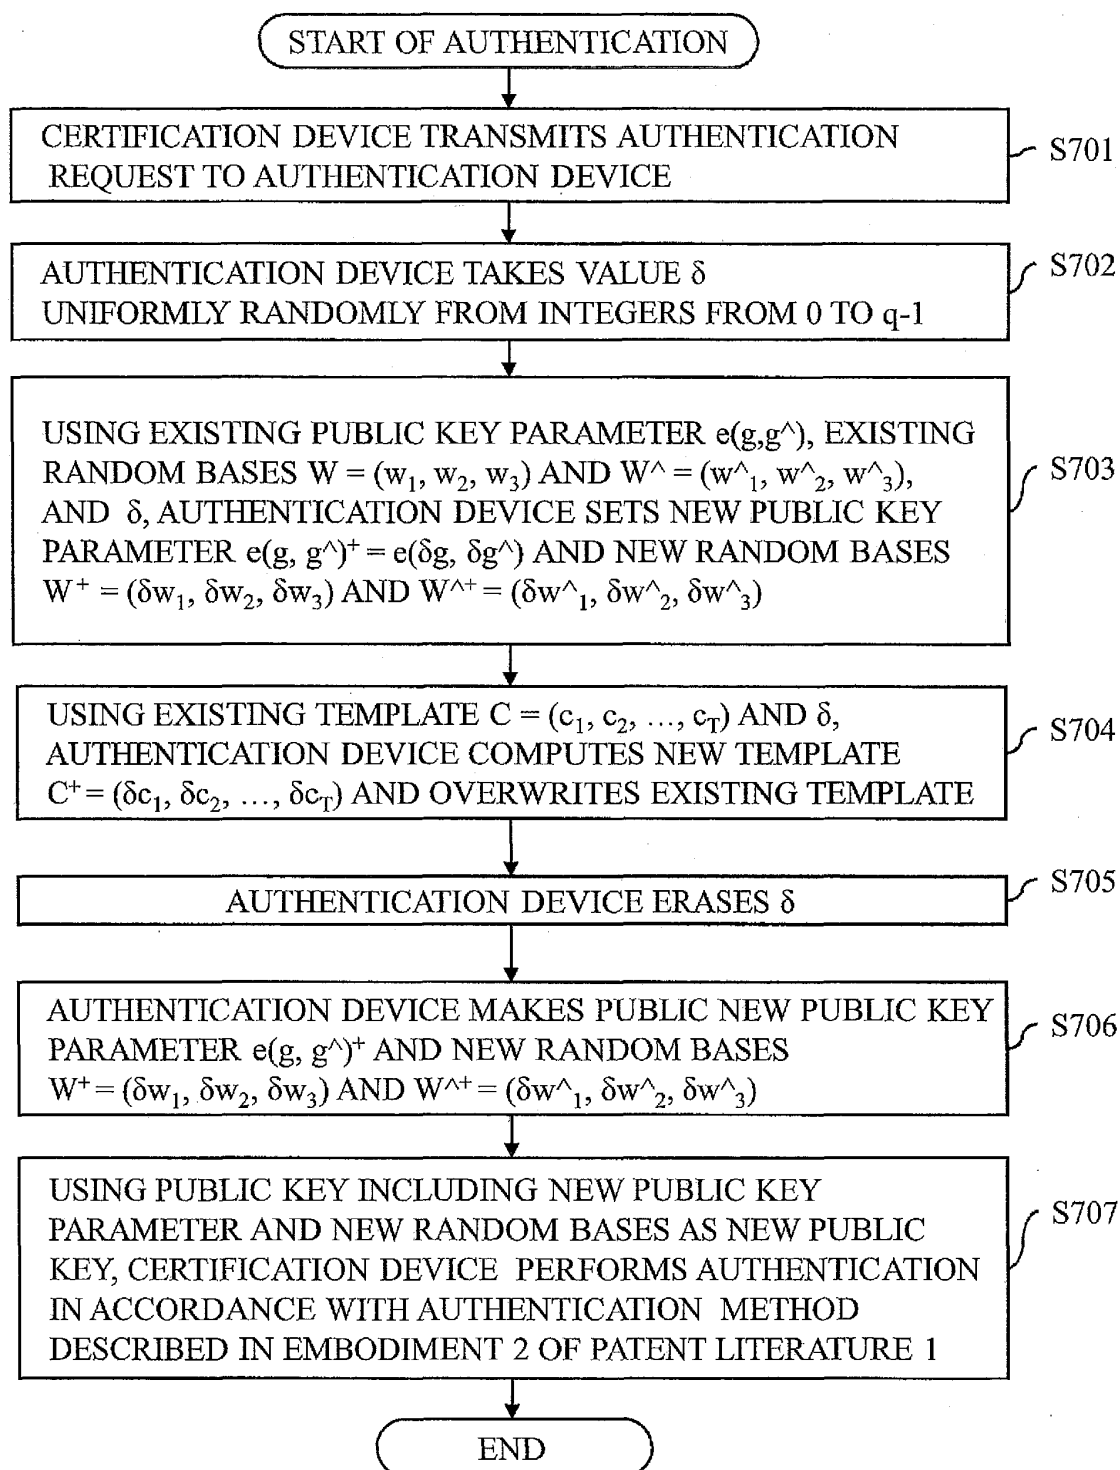 START OF AUTHENTICATION
CERTIFICATION DEVICE TRANSMITS AUTHENTICATION
REQUEST TO AUTHENTICATION DEVICE
S701
AUTHENTICATION DEVICE TAKES VALUE δ
UNIFORMLY RANDOMLY FROM INTEGERS FROM 0 TO q-1
S702
USING EXISTING PUBLIC KEY PARAMETER e(g,g^), EXISTING
RANDOM BASES W = (w₁, w₂, w₃) AND W^ = (w^₁, w^₂, w^₃),
AND δ, AUTHENTICATION DEVICE SETS NEW PUBLIC KEY
PARAMETER e(g, g^)⁺ = e(δg, δg^) AND NEW RANDOM BASES
W⁺ = (δw₁, δw₂, δw₃) AND W^⁺ = (δw^₁, δw^₂, δw^₃)
S703
USING EXISTING TEMPLATE C = (c₁, c₂, …, c_T) AND δ,
AUTHENTICATION DEVICE COMPUTES NEW TEMPLATE
C⁺ = (δc₁, δc₂, …, δc_T) AND OVERWRITES EXISTING TEMPLATE
S704
AUTHENTICATION DEVICE ERASES δ
S705
AUTHENTICATION DEVICE MAKES PUBLIC NEW PUBLIC KEY
PARAMETER e(g, g^)⁺ AND NEW RANDOM BASES
W⁺ = (δw₁, δw₂, δw₃) AND W^⁺ = (δw^₁, δw^₂, δw^₃)
S706
USING PUBLIC KEY INCLUDING NEW PUBLIC KEY
PARAMETER AND NEW RANDOM BASES AS NEW PUBLIC
KEY, CERTIFICATION DEVICE PERFORMS AUTHENTICATION
IN ACCORDANCE WITH AUTHENTICATION METHOD
DESCRIBED IN EMBODIMENT 2 OF PATENT LITERATURE 1
S707
END